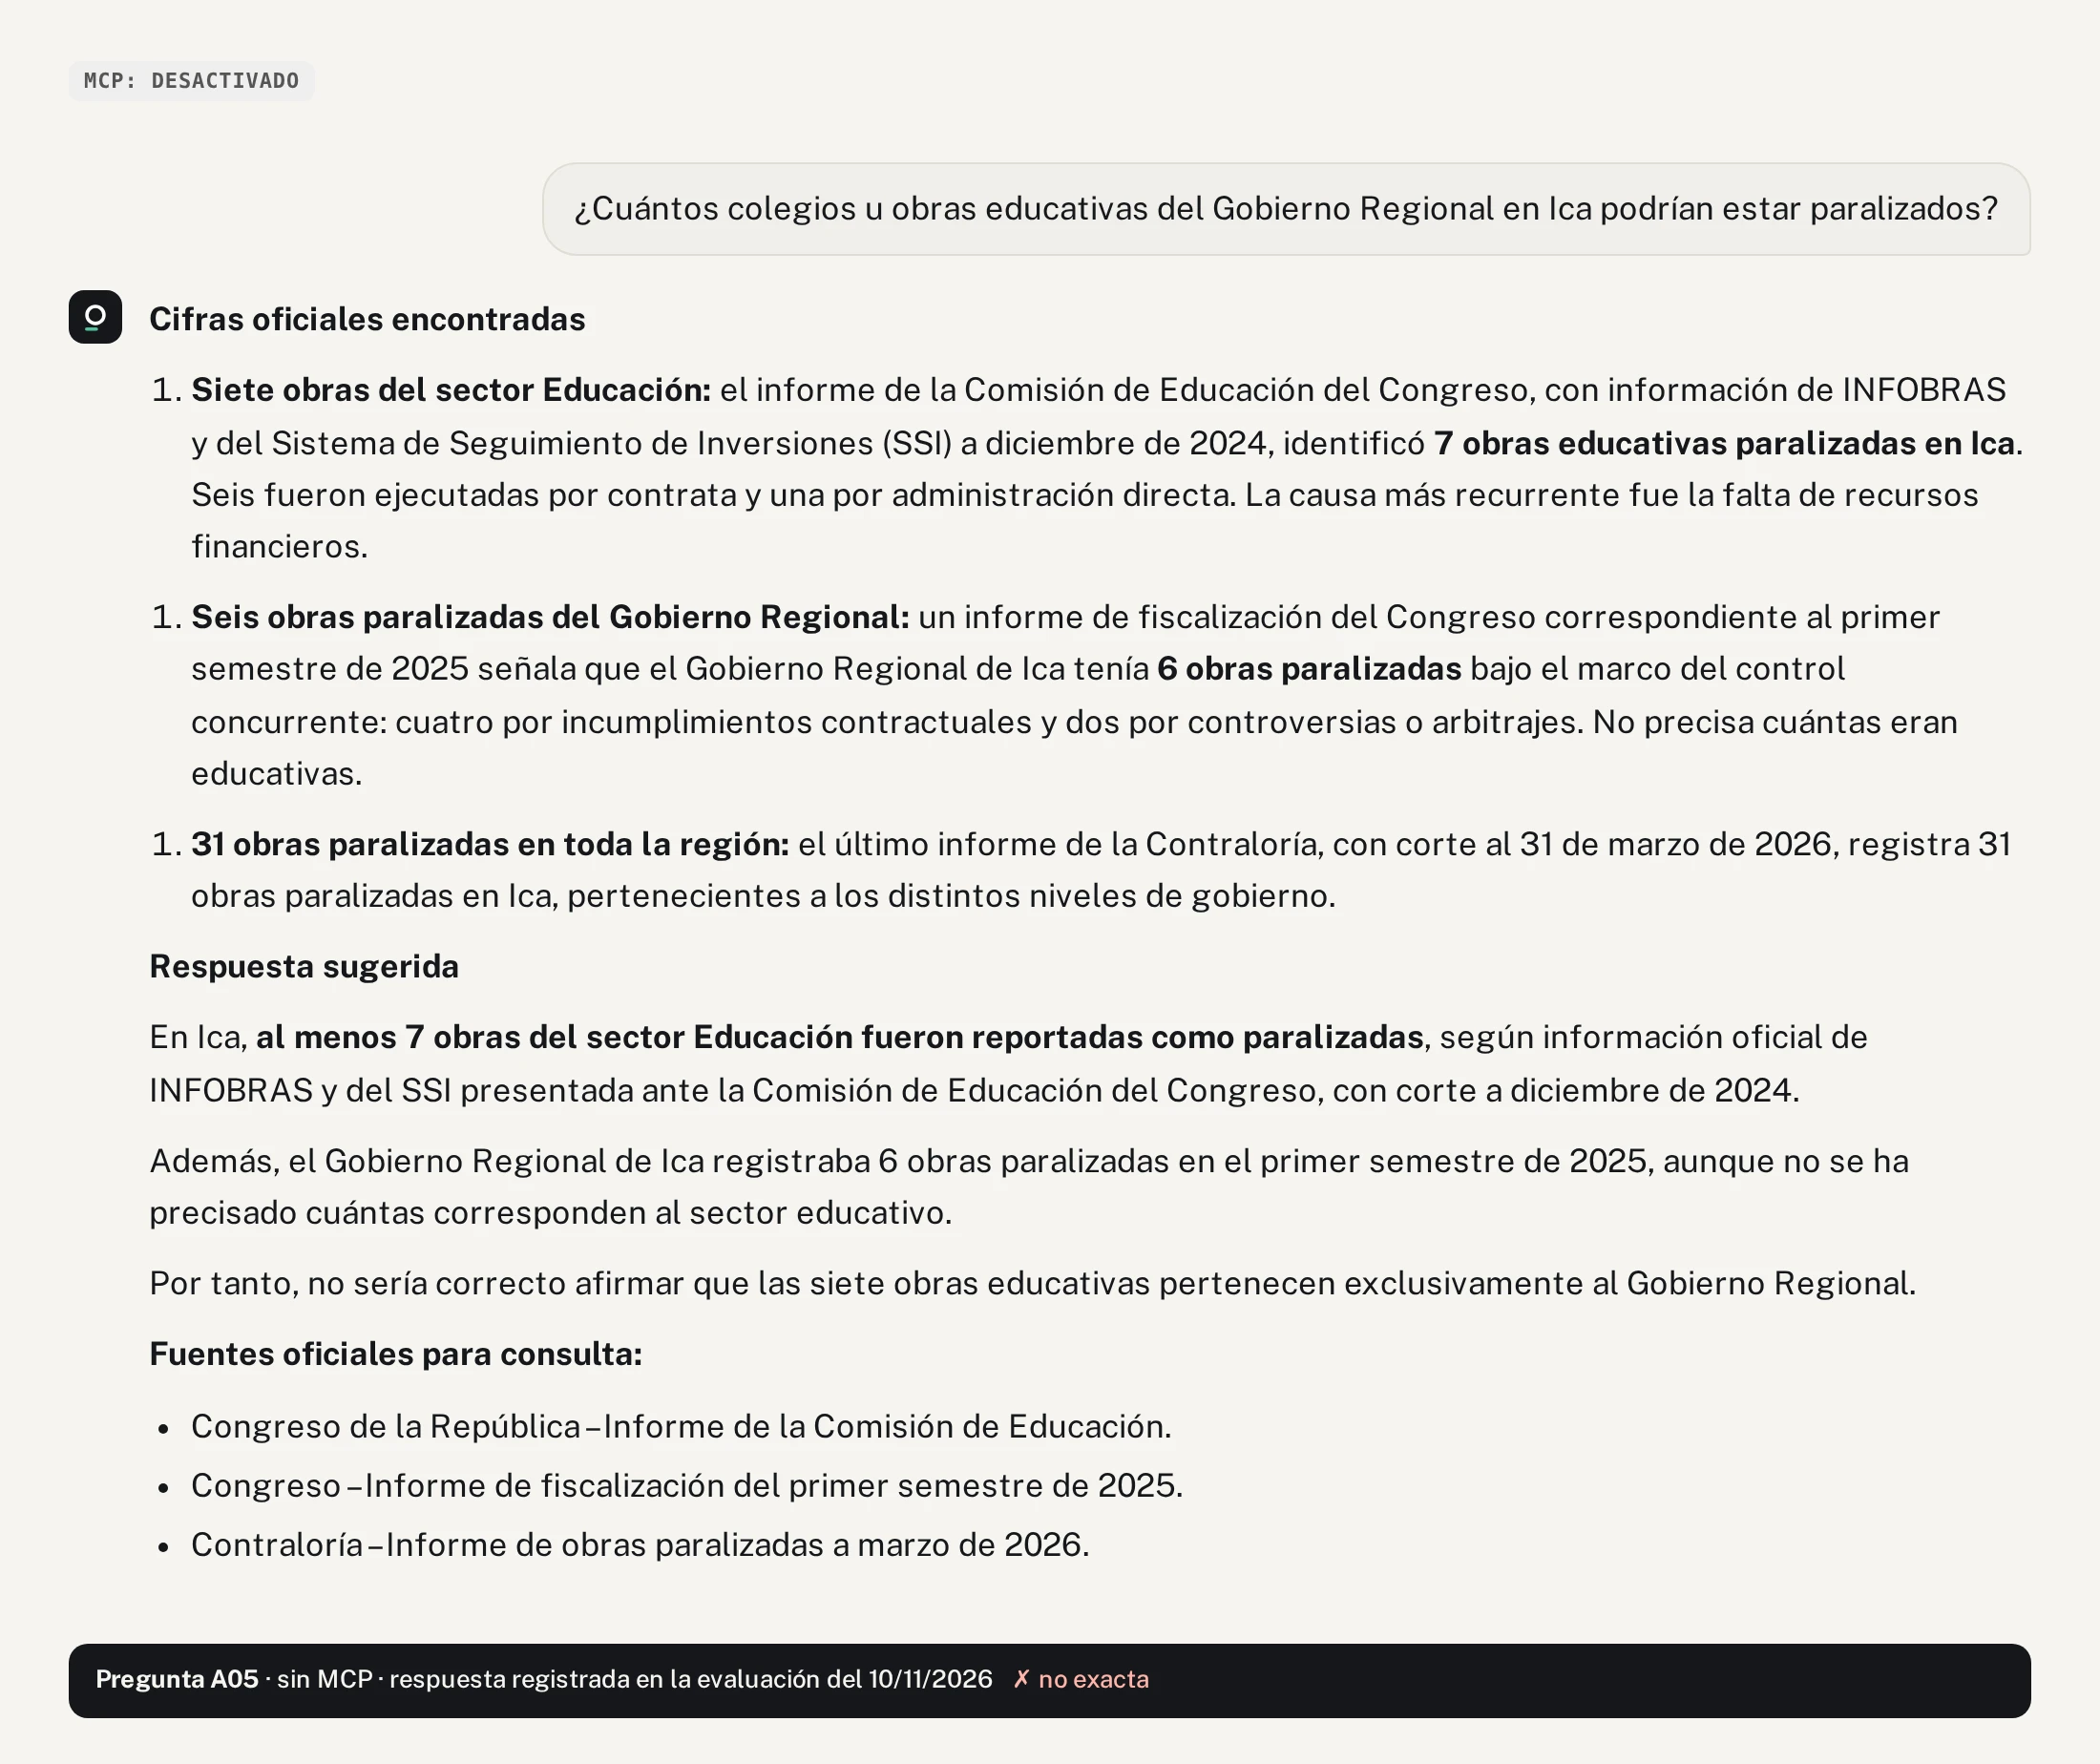 MCP: DESACTIVADO
¿Cuántos colegios u obras educativas del Gobierno Regional en Ica podrían estar paralizados?
Cifras oficiales encontradas
1. Siete obras del sector Educación: el informe de la Comisión de Educación del Congreso, con información de INFOBRAS
y del Sistema de Seguimiento de Inversiones (SSI) a diciembre de 2024, identificó 7 obras educativas paralizadas en Ica.
Seis fueron ejecutadas por contrata y una por administración directa. La causa más recurrente fue la falta de recursos
financieros.
1. Seis obras paralizadas del Gobierno Regional: un informe de fiscalización del Congreso correspondiente al primer
semestre de 2025 señala que el Gobierno Regional de Ica tenía 6 obras paralizadas bajo el marco del control
concurrente: cuatro por incumplimientos contractuales y dos por controversias o arbitrajes. No precisa cuántas eran
educativas.
1. 31 obras paralizadas en toda la región: el último informe de la Contraloría, con corte al 31 de marzo de 2026, registra 31
obras paralizadas en Ica, pertenecientes a los distintos niveles de gobierno.
Respuesta sugerida
En Ica, al menos 7 obras del sector Educación fueron reportadas como paralizadas, según información oficial de
INFOBRAS y del SSI presentada ante la Comisión de Educación del Congreso, con corte a diciembre de 2024.
Además, el Gobierno Regional de Ica registraba 6 obras paralizadas en el primer semestre de 2025, aunque no se ha
precisado cuántas corresponden al sector educativo.
Por tanto, no sería correcto afirmar que las siete obras educativas pertenecen exclusivamente al Gobierno Regional.
Fuentes oficiales para consulta:
• Congreso de la República – Informe de la Comisión de Educación.
• Congreso – Informe de fiscalización del primer semestre de 2025.
• Contraloría – Informe de obras paralizadas a marzo de 2026.
Pregunta A05 · sin MCP · respuesta registrada en la evaluación del 10/11/2026 ✗ no exacta